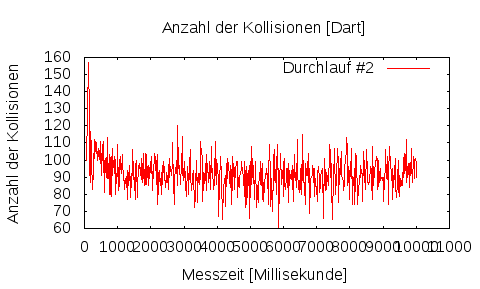 Anzahl der Kollisionen [Dart]
Durchlauf #2
Anzahl der Kollisionen
160
150
140
130
120
110
100
90
80
70
60
0 1000 2000 3000 4000 5000 6000 7000 8000 9000 10000 11000
Messzeit [Millisekunde]